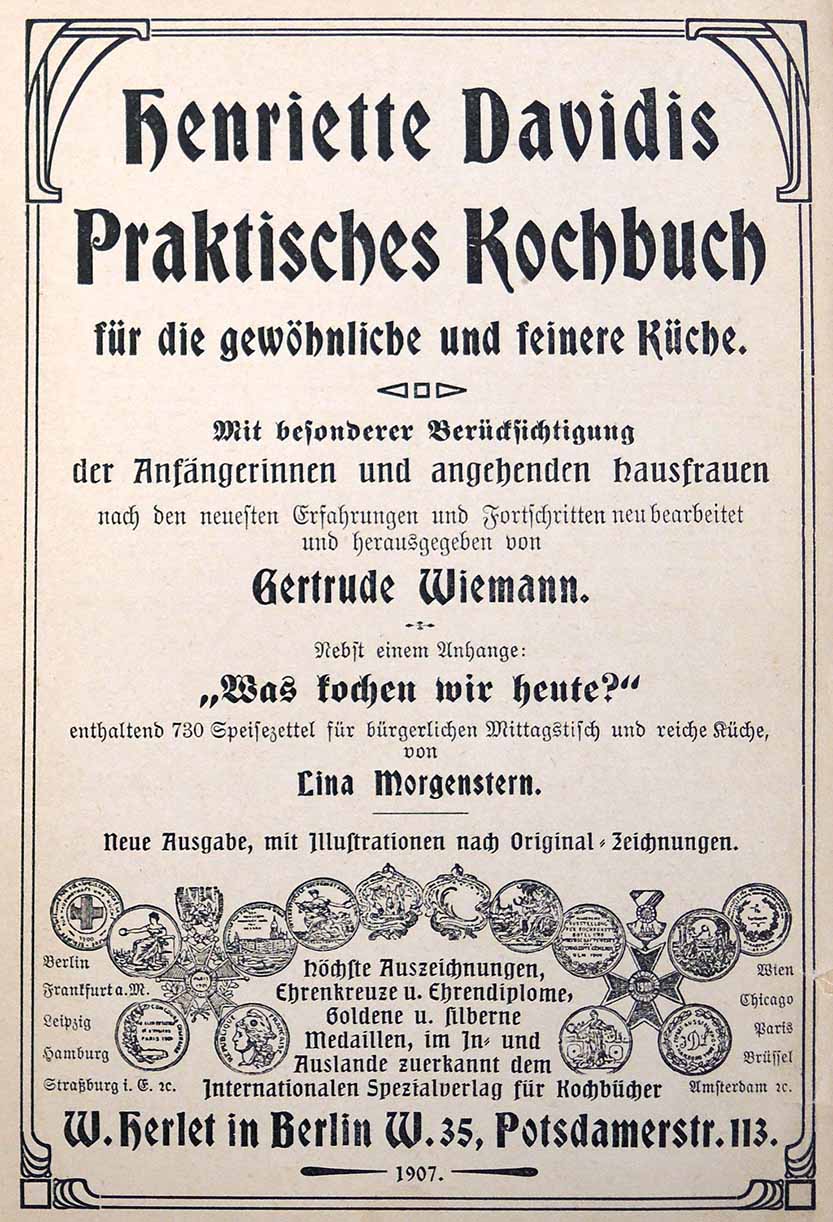 Henriette Davidis
Praktisches Kochbuch
für die gewöhnliche und feinere Küche.
Mit besonderer Berücksichtigung
der Anfängerinnen und angehenden Hausfrauen
nach den neuesten Erfahrungen und Fortschritten neu bearbeitet
und herausgegeben von
Gertrude Wiemann.
Nebst einem Anhange:
„Was kochen wir heute?“
enthaltend 730 Speisezettel für bürgerlichen Mittagstisch und reiche Küche,
von
Lina Morgenstern.
Neue Ausgabe, mit Illustrationen nach Original-Zeichnungen.
Berlin
Frankfurt a. M.
Leipzig
Hamburg
Straßburg i. E. ꝛc.
Höchste Auszeichnungen,
Ehrenkreuze u. Ehrendiplome,
Goldene u. silberne
Medaillen, im In- und
Auslande zuerkannt dem
Internationalen Spezialverlag für Kochbücher
Wien
Chicago
Paris
Brüssel
Amsterdam ꝛc.
W. Herlet in Berlin W. 35, Potsdamerstr. 113.
1907.